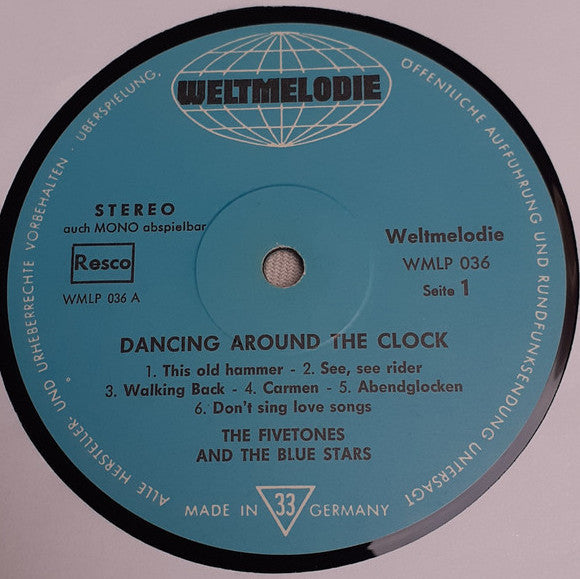 WELTMELODIE
ALLE HERSTELLER- UND URHEBERRECHTE VORBEHALTEN · ÜBERSPIELUNG, ÖFFENTLICHE AUFFÜHRUNG UND RUNDFUNKSENDUNG UNTERSAGT
STEREO
auch MONO abspielbar
Resco
WMLP 036 A
Weltmelodie
WMLP 036
Seite 1
DANCING AROUND THE CLOCK
1. This old hammer - 2. See, see rider
3. Walking Back - 4. Carmen - 5. Abendglocken
6. Don't sing love songs
THE FIVETONES
AND THE BLUE STARS
MADE IN 33 GERMANY